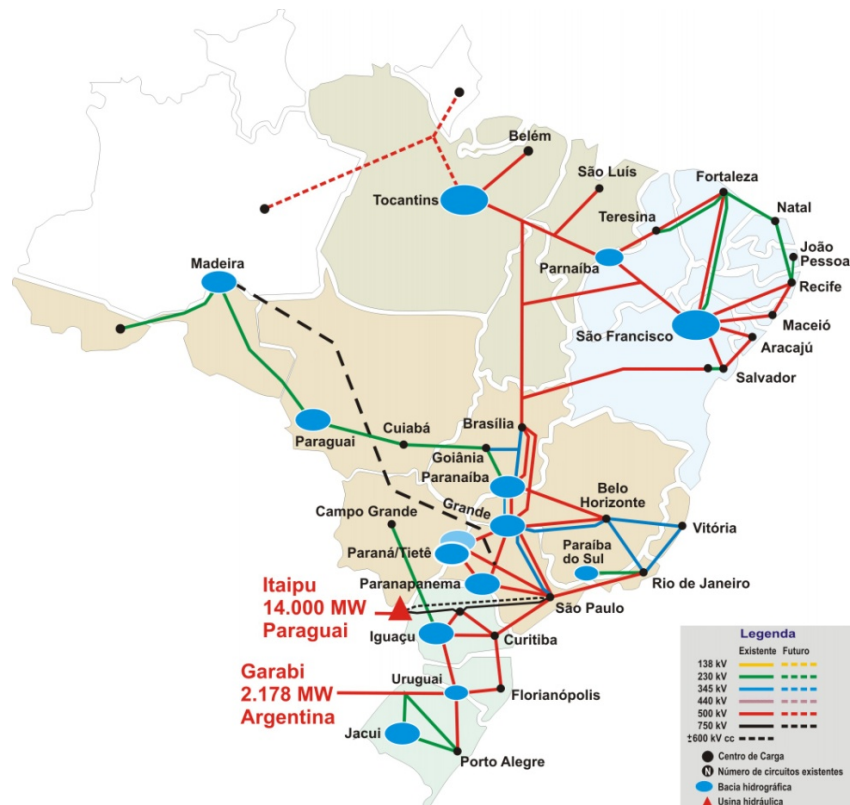 Belém
São Luís
Fortaleza
Tocantins
Teresina
Natal
João
Pessoa
Madeira
Parnaíba
Recife
São Francisco
Maceió
Aracajú
Salvador
Brasília
Cuiabá
Paraguai
Goiânia
Paranaíba
Belo
Horizonte
Campo Grande
Grande
Vitória
Paraná/Tietê
Paraíba
do Sul
Itaipu
14.000 MW
Paraguai
Paranapanema
Rio de Janeiro
São Paulo
Iguaçu
Curitiba
Garabi
2.178 MW
Argentina
Uruguai
Florianópolis
Jacui
Porto Alegre
Legenda
Existente Futuro
138 kV
230 kV
345 kV
440 kV
500 kV
750 kV
±600 kV cc
Centro de Carga
N Número de circuitos existentes
Bacia hidrográfica
Usina hidráulica